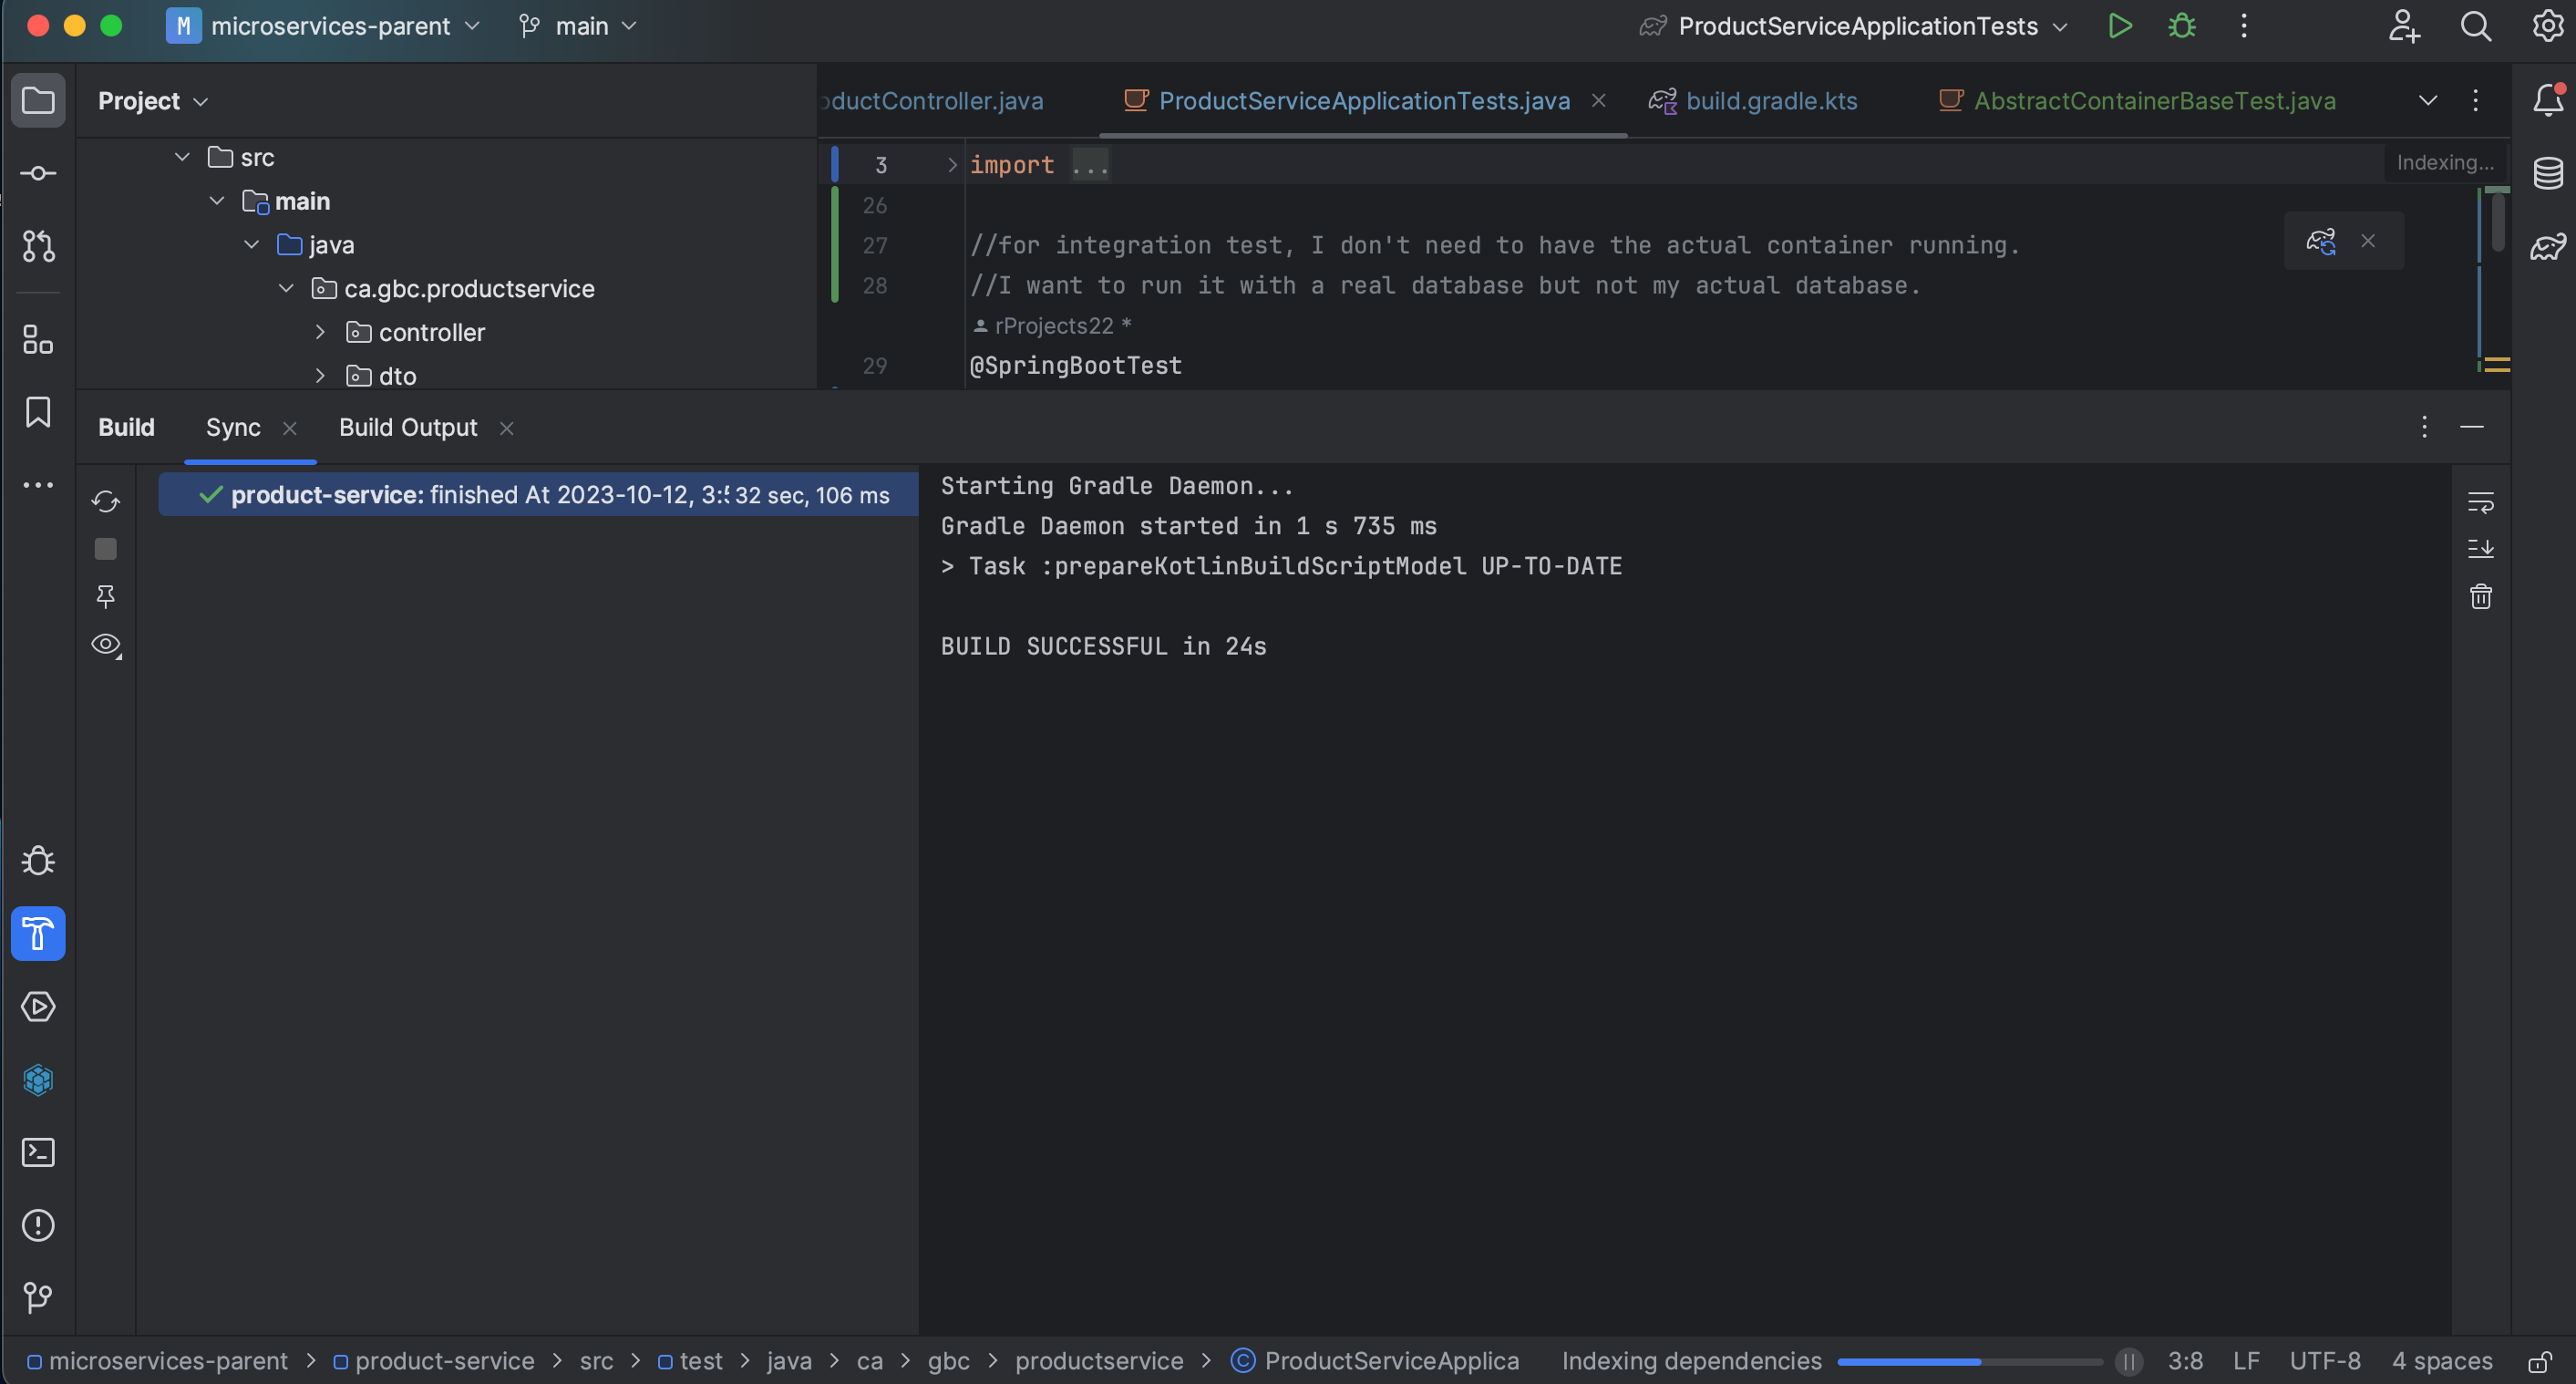 M microservices-parent main ProductServiceApplicationTests
Project
oductController.java ProductServiceApplicationTests.java build.gradle.kts AbstractContainerBaseTest.java
src
main
java
ca.gbc.productservice
controller
dto
3 import ...
Indexing...
26
27 //for integration test, I don't need to have the actual container running.
28 //I want to run it with a real database but not my actual database.
rProjects22 *
29 @SpringBootTest
Build Sync Build Output
product-service: finished At 2023-10-12, 3:5 32 sec, 106 ms
Starting Gradle Daemon...
Gradle Daemon started in 1 s 735 ms
> Task :prepareKotlinBuildScriptModel UP-TO-DATE
BUILD SUCCESSFUL in 24s
microservices-parent > product-service > src > test > java > ca > gbc > productservice > ProductServiceApplica Indexing dependencies 3:8 LF UTF-8 4 spaces